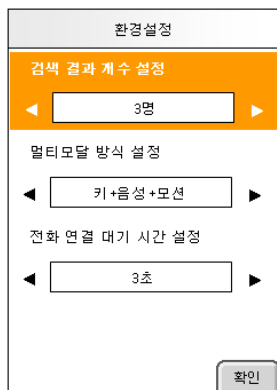 환경설정
검색 결과 개수 설정
3명
멀티모달 방식 설정
키+음성+모션
전화 연결 대기 시간 설정
3초
확인